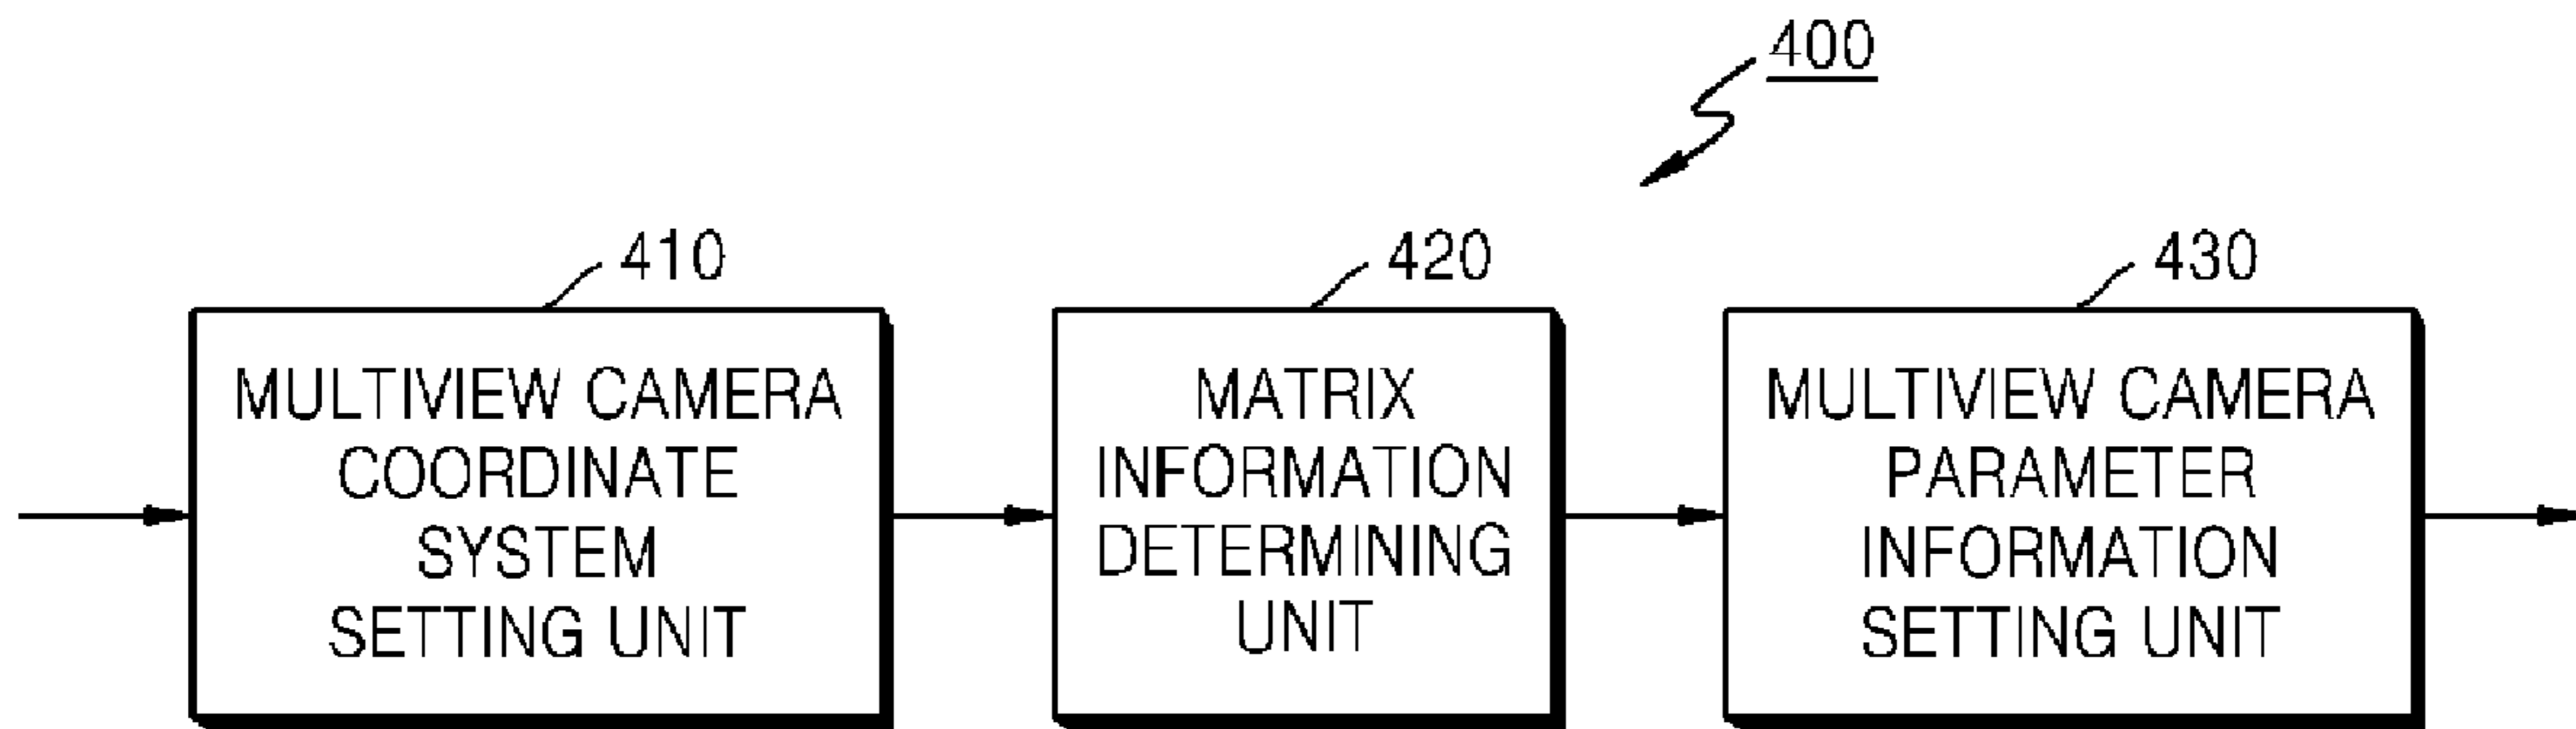 400
410
420
430
MULTIVIEW CAMERA
COORDINATE
SYSTEM
SETTING UNIT
MATRIX
INFORMATION
DETERMINING
UNIT
MULTIVIEW CAMERA
PARAMETER
INFORMATION
SETTING UNIT